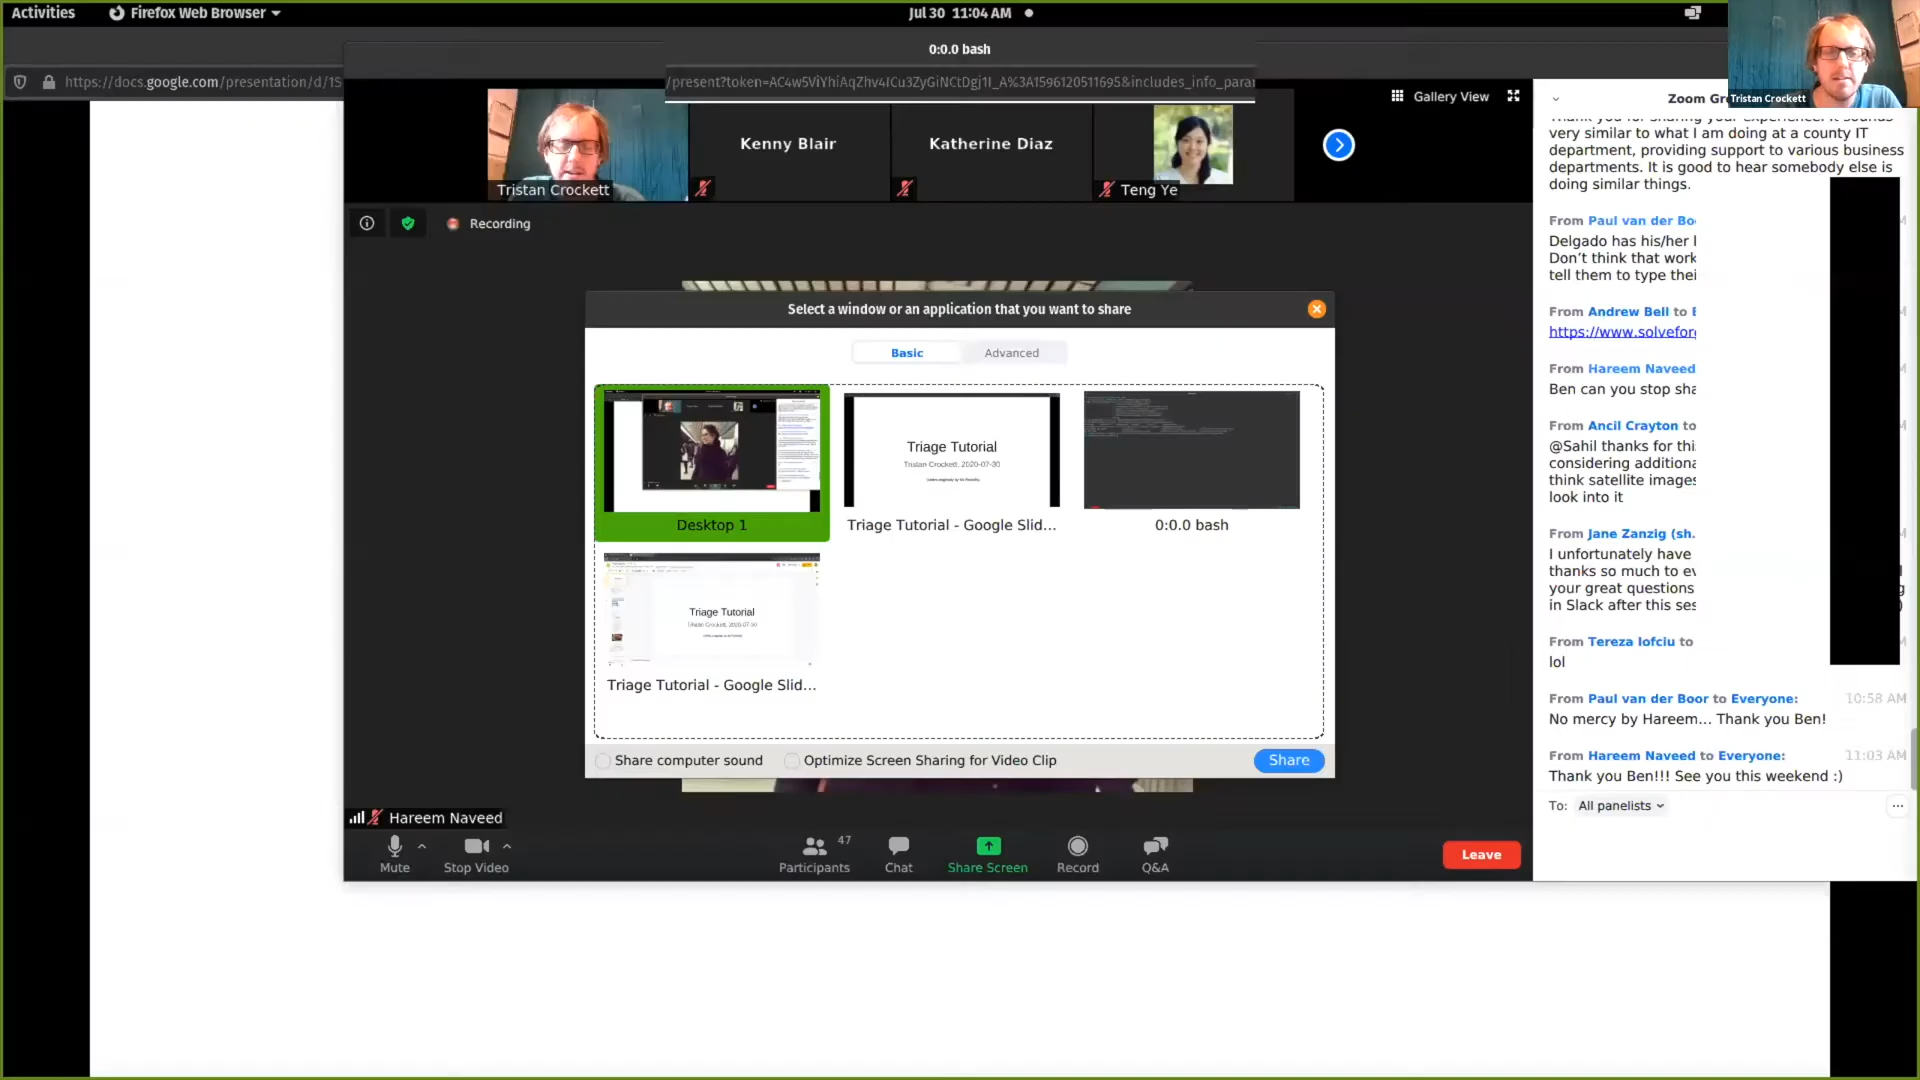 Activities
Firefox Web Browser
Jul 30 11:04 AM
0:0.0 bash
https://docs.google.com/presentation/d/1S
/present?token=AC4w5ViYhiAqZhv4ICu3ZyGiNCtDgj1I_A%3A1596120511695&includes_info_para
Gallery View
Zoom Gr
Tristan Crockett
Kenny Blair
Katherine Diaz
Tristan Crockett
Teng Ye
Recording
very similar to what I am doing at a county IT
department, providing support to various business
departments. It is good to hear somebody else is
doing similar things.
From Paul van der Bo
Delgado has his/her
Don't think that work
tell them to type thei
From Andrew Bell to E
https://www.solvefor
From Hareem Naveed
Ben can you stop sha
From Ancil Crayton to
@Sahil thanks for thi
considering additiona
think satellite images
look into it
From Jane Zanzig (sh.
I unfortunately have
thanks so much to ev
your great questions
in Slack after this ses
From Tereza Iofciu to
lol
From Paul van der Boor to Everyone:
10:58 AM
No mercy by Hareem... Thank you Ben!
From Hareem Naveed to Everyone:
11:03 AM
Thank you Ben!!! See you this weekend :)
To: All panelists
Select a window or an application that you want to share
Basic
Advanced
Triage Tutorial
Tristan Crockett, 2020-07-30
Desktop 1
Triage Tutorial - Google Slid...
0:0.0 bash
Triage Tutorial
Tristan Crockett, 2020-07-30
Triage Tutorial - Google Slid...
Share computer sound
Optimize Screen Sharing for Video Clip
Share
Hareem Naveed
Mute
Stop Video
47
Participants
Chat
Share Screen
Record
Q&A
Leave